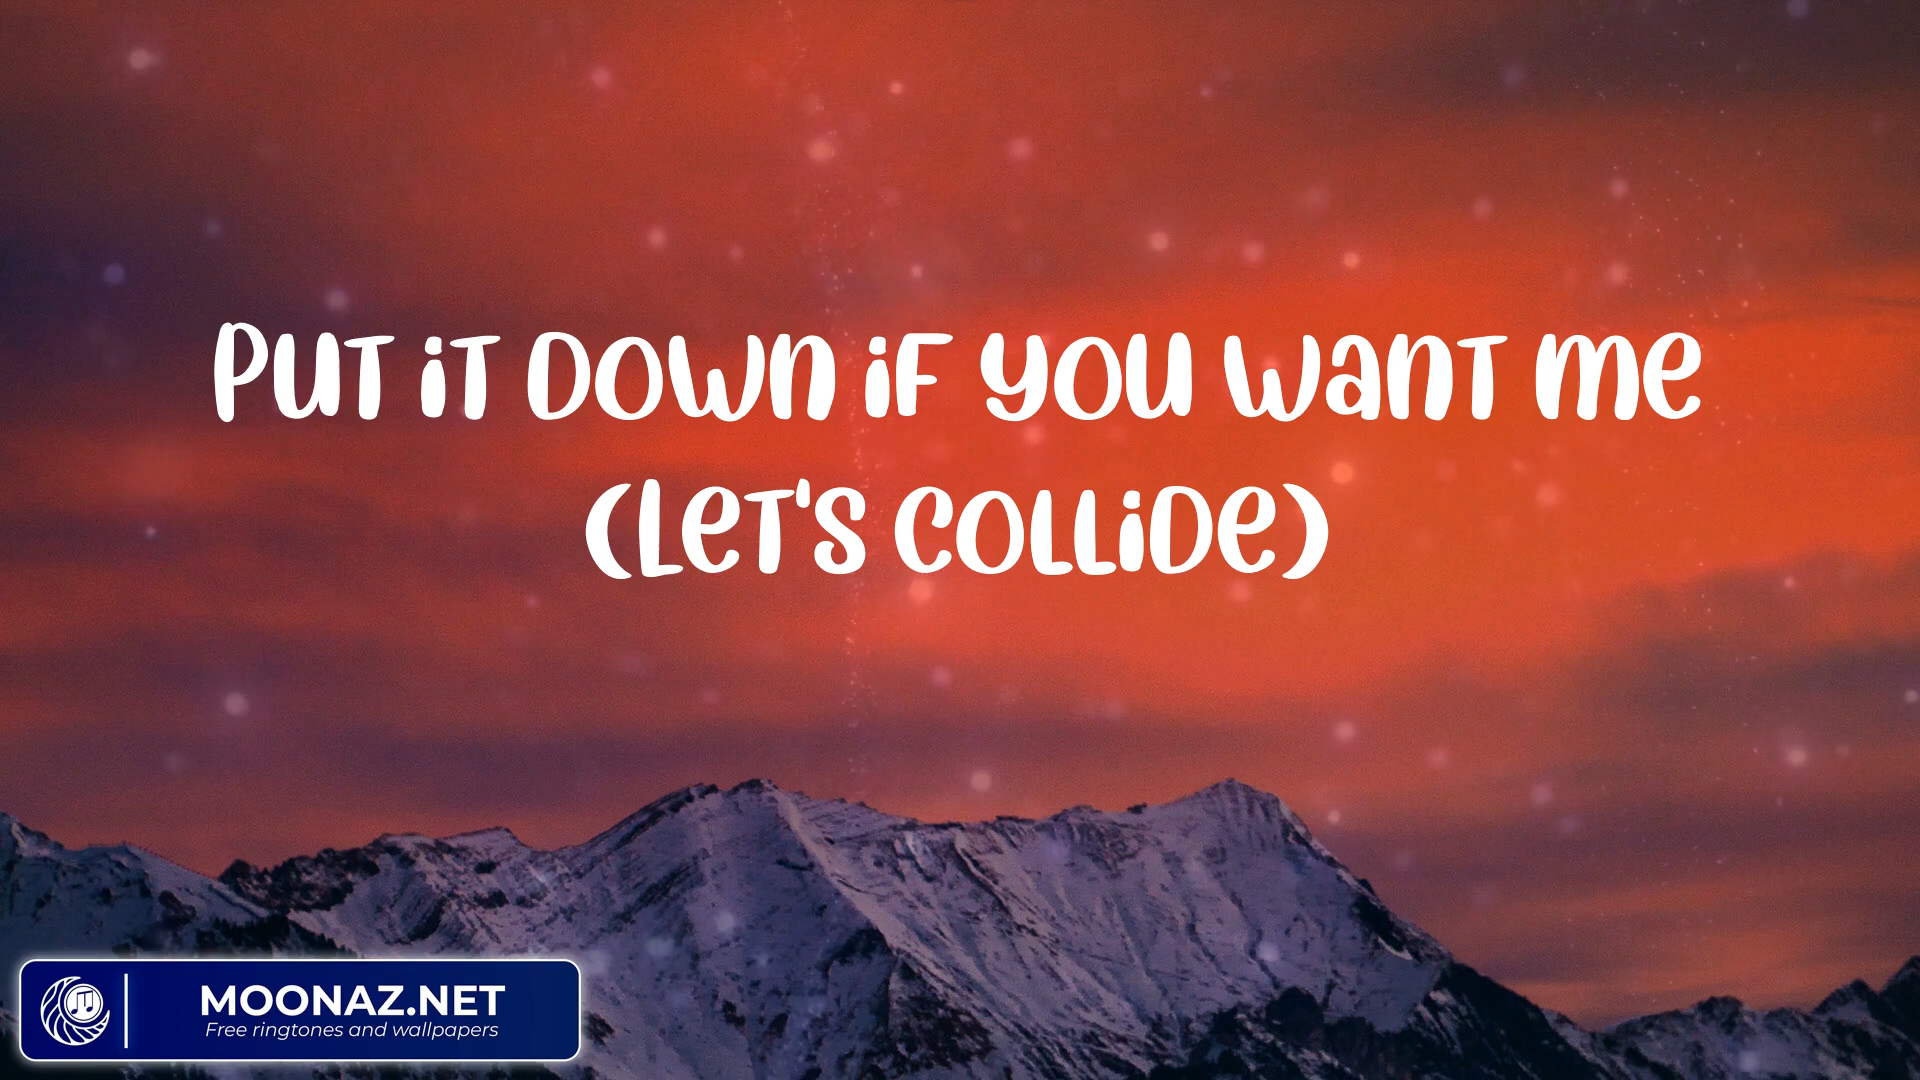 Put it down if you want me
(Let's collide)
MOONAZ.NET
Free ringtones and wallpapers